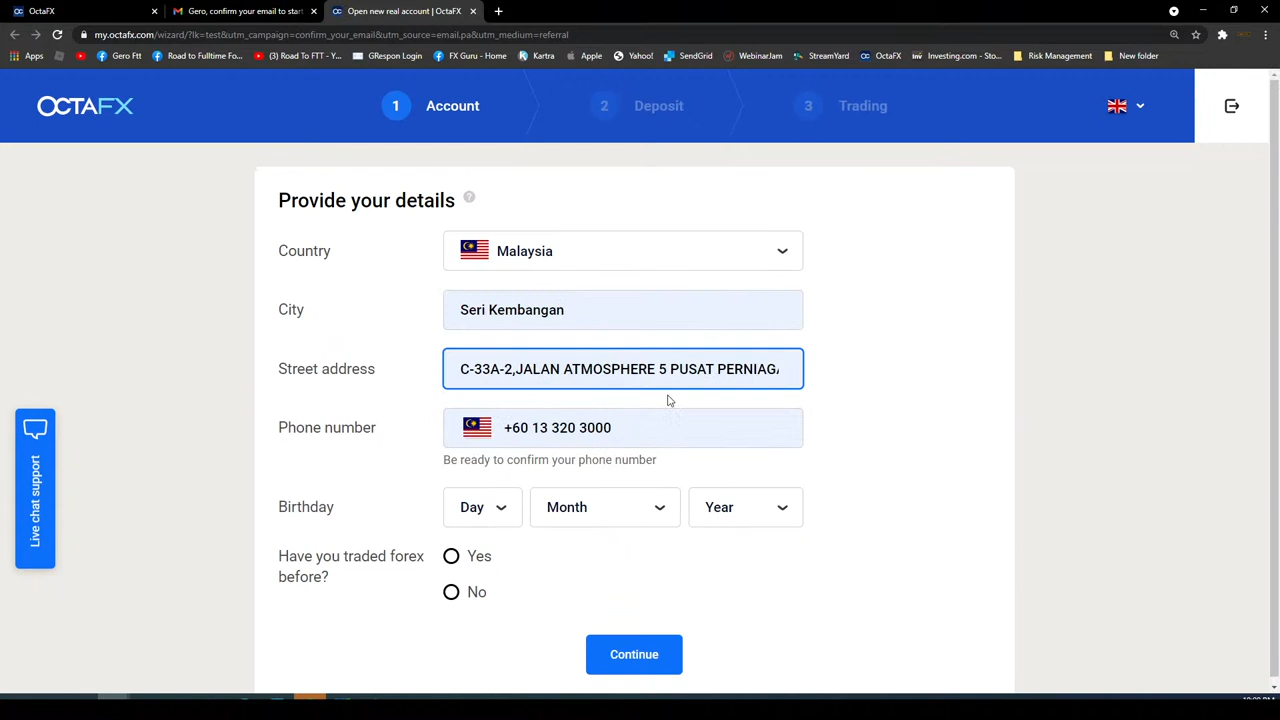 OctaFX
Gero, confirm your email to start
Open new real account | OctaFX
my.octafx.com/wizard/?lk=test&utm_campaign=confirm_your_email&utm_source=email.pa&utm_medium=referral
Apps
Gero Ftt
Road to Fulltime Fo...
(3) Road To FTT - Y...
GRespon Login
FX Guru - Home
Kartra
Apple
Yahoo!
SendGrid
WebinarJam
StreamYard
OctaFX
Investing.com - Sto...
Risk Management
New folder
OCTAFX
1 Account
2 Deposit
3 Trading
Provide your details ?
Country
Malaysia
City
Seri Kembangan
Street address
C-33A-2,JALAN ATMOSPHERE 5 PUSAT PERNIAGA
Phone number
+60 13 320 3000
Be ready to confirm your phone number
Birthday
Day
Month
Year
Have you traded forex
before?
Yes
No
Continue
Live chat support